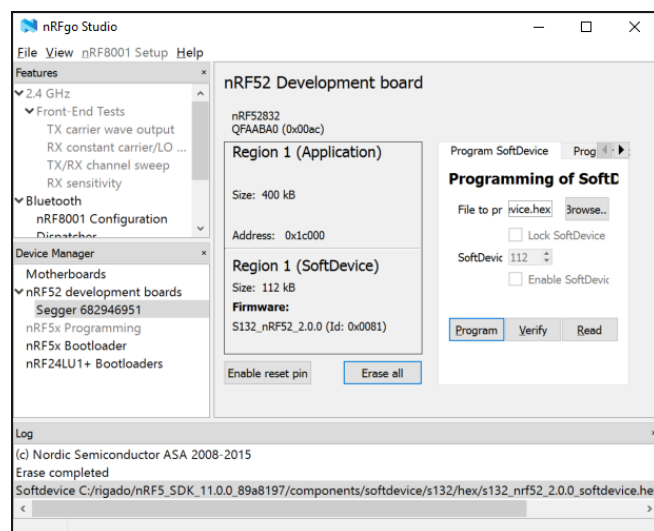 nRFgo Studio
File View nRF8001 Setup Help
Features
2.4 GHz
Front-End Tests
TX carrier wave output
RX constant carrier/LO ...
TX/RX channel sweep
RX sensitivity
Bluetooth
nRF8001 Configuration
Dispatcher
Device Manager
Motherboards
nRF52 development boards
Segger 682946951
nRF5x Programming
nRF5x Bootloader
nRF24LU1+ Bootloaders
nRF52 Development board
nRF52832
QFAABA0 (0x00ac)
Region 1 (Application)
Size: 400 kB
Address: 0x1c000
Region 1 (SoftDevice)
Size: 112 kB
Firmware:
S132_nRF52_2.0.0 (Id: 0x0081)
Enable reset pin Erase all
Program SoftDevice Prog
Programming of SoftD
File to pr vice.hex Browse..
Lock SoftDevice
SoftDevic 112
Enable SoftDevic
Program Verify Read
Log
(c) Nordic Semiconductor ASA 2008-2015
Erase completed
Softdevice C:/rigado/nRF5_SDK_11.0.0_89a8197/components/softdevice/s132/hex/s132_nrf52_2.0.0_softdevice.he